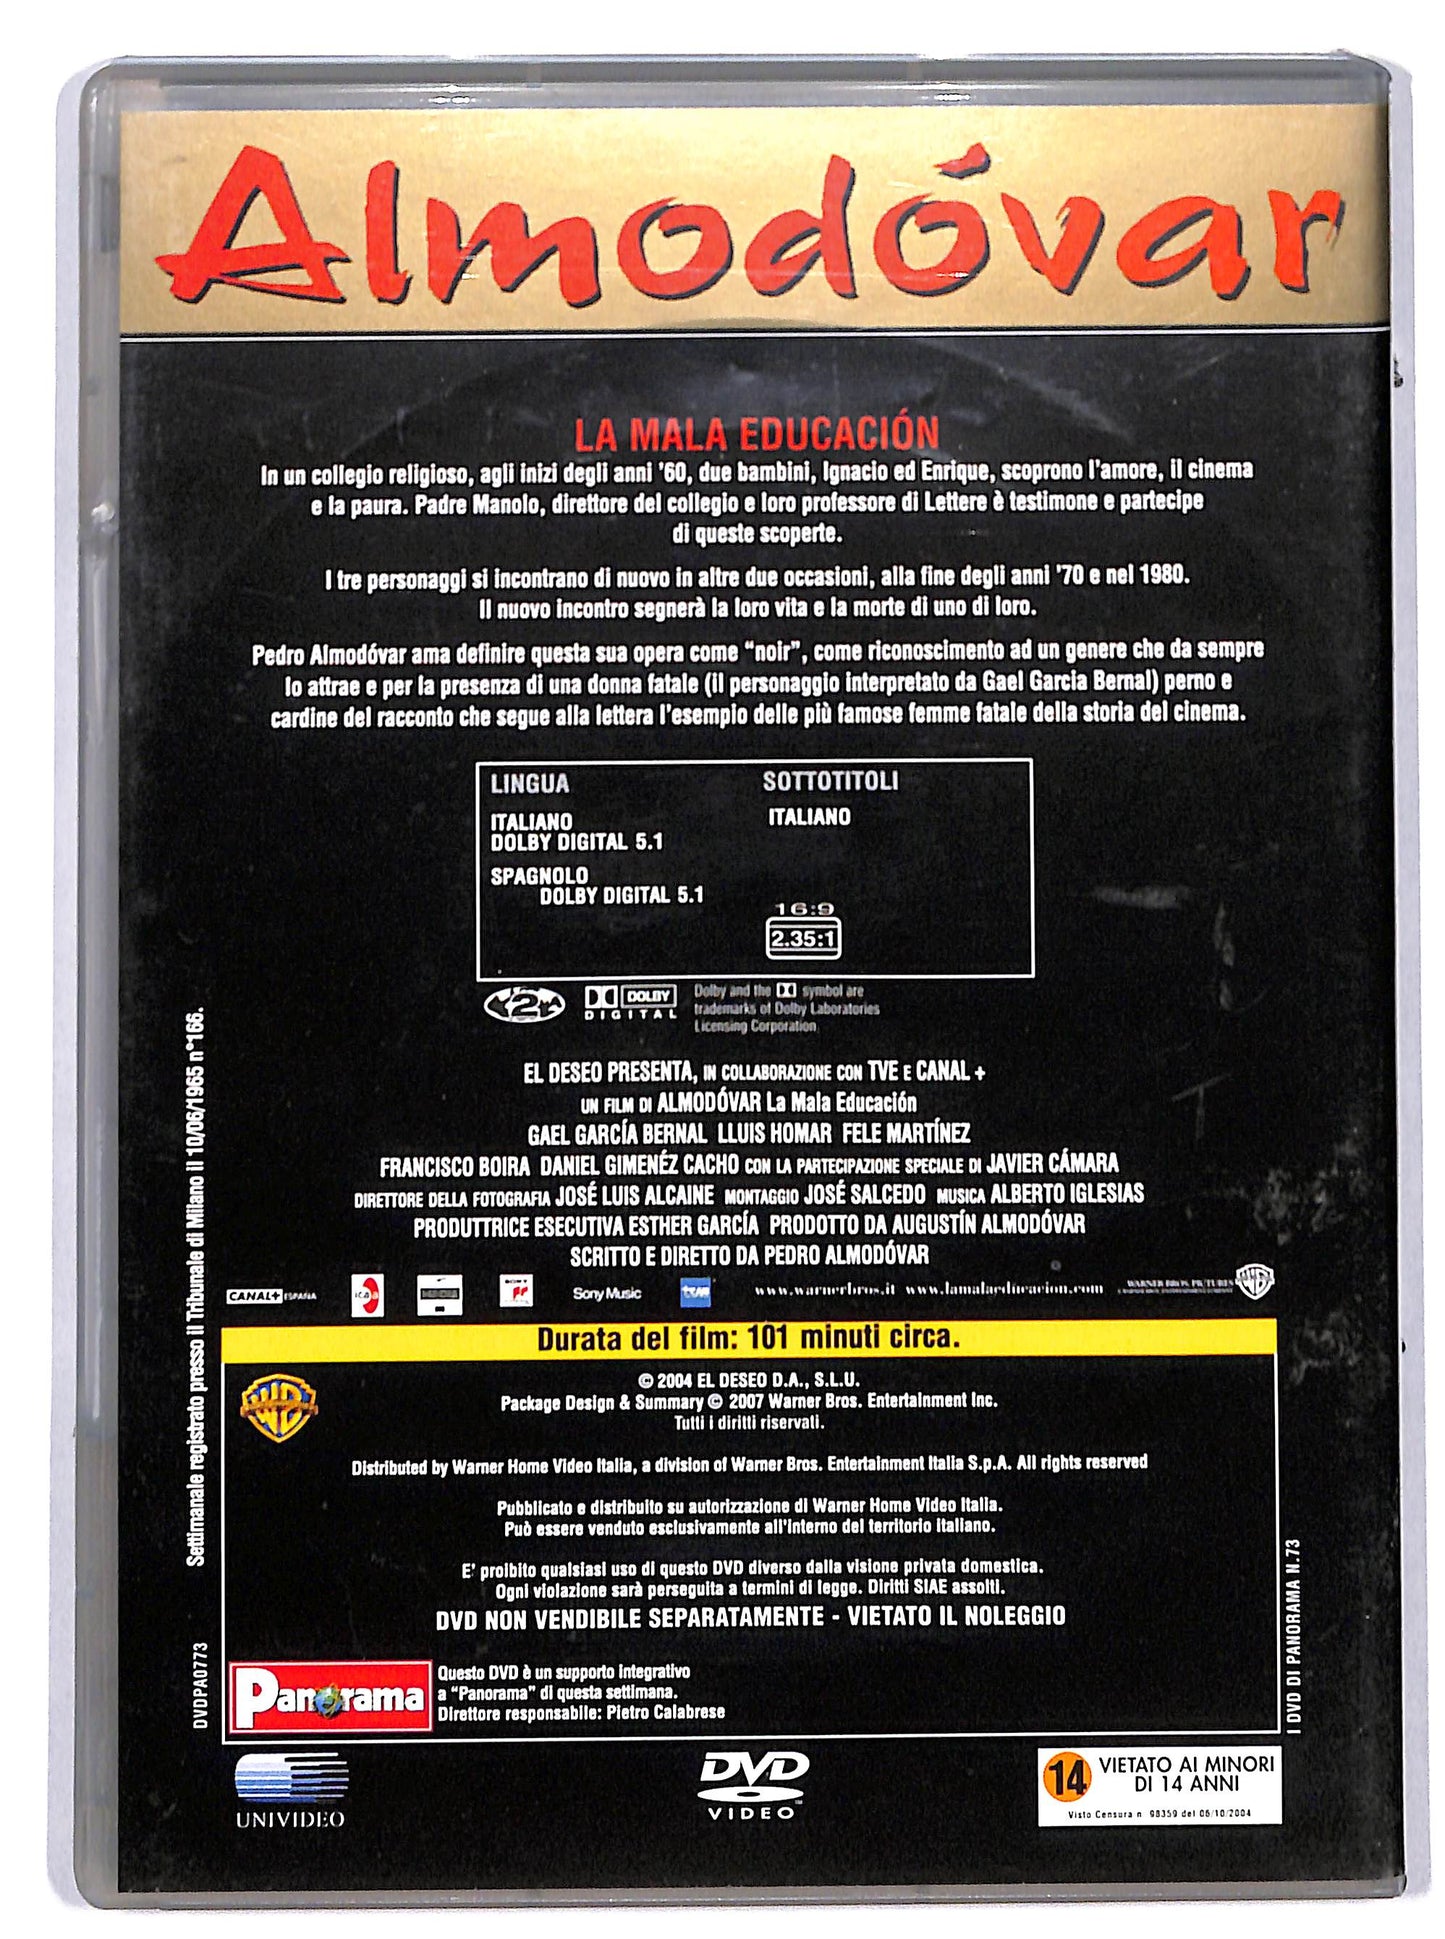 Almodóvar
LA MALA EDUCACIÓN
In un collegio religioso, agli inizi degli anni '60, due bambini, Ignacio ed Enrique, scoprono l'amore, il cinema
e la paura. Padre Manolo, direttore del collegio e loro professore di Lettere è testimone e partecipe
di queste scoperte.
I tre personaggi si incontrano di nuovo in altre due occasioni, alla fine degli anni '70 e nel 1980.
Il nuovo incontro segnerà la loro vita e la morte di uno di loro.
Pedro Almodóvar ama definire questa sua opera come “noir”, come riconoscimento ad un genere che da sempre
lo attrae e per la presenza di una donna fatale (il personaggio interpretato da Gael Garcia Bernal) perno e
cardine del racconto che segue alla lettera l'esempio delle più famose femme fatale della storia del cinema.
LINGUA
ITALIANO
DOLBY DIGITAL 5.1
SPAGNOLO
DOLBY DIGITAL 5.1
SOTTOTITOLI
ITALIANO
16:9
2.35:1
2
DOLBY
DIGITAL
Dolby and the symbol are
trademarks of Dolby Laboratories
Licensing Corporation
EL DESEO PRESENTA, IN COLLABORAZIONE CON TVE E CANAL +
UN FILM DI ALMODÓVAR La Mala Educación
GAEL GARCÍA BERNAL LLUIS HOMAR FELE MARTÍNEZ
FRANCISCO BOIRA DANIEL GIMENÉZ CACHO CON LA PARTECIPAZIONE SPECIALE DI JAVIER CÁMARA
DIRETTORE DELLA FOTOGRAFIA JOSÉ LUIS ALCAINE MONTAGGIO JOSÉ SALCEDO MUSICA ALBERTO IGLESIAS
PRODUTTRICE ESECUTIVA ESTHER GARCÍA PRODOTTO DA AUGUSTÍN ALMODÓVAR
SCRITTO E DIRETTO DA PEDRO ALMODÓVAR
CANAL+ ESPAÑA icaa MEDIA SONY Sony Music www.warnerbros.it www.lamalaeducacion.com WARNER BROS. PICTURES
Durata del film: 101 minuti circa.
© 2004 EL DESEO D.A., S.L.U.
Package Design & Summary © 2007 Warner Bros. Entertainment Inc.
Tutti i diritti riservati.
Distributed by Warner Home Video Italia, a division of Warner Bros. Entertainment Italia S.p.A. All rights reserved
Pubblicato e distribuito su autorizzazione di Warner Home Video Italia.
Può essere venduto esclusivamente all'interno del territorio italiano.
E' proibito qualsiasi uso di questo DVD diverso dalla visione privata domestica.
Ogni violazione sarà perseguita a termini di legge. Diritti SIAE assolti.
DVD NON VENDIBILE SEPARATAMENTE - VIETATO IL NOLEGGIO
Panorama
Questo DVD è un supporto integrativo
a “Panorama” di questa settimana.
Direttore responsabile: Pietro Calabrese
Settimanale registrato presso il Tribunale di Milano il 10/06/1965 n°166.
DVDPA0773
I DVD DI PANORAMA N.73
UNIVIDEO
DVD
VIDEO
14
VIETATO AI MINORI
DI 14 ANNI
Visto Censura n. 98359 del 06/10/2004